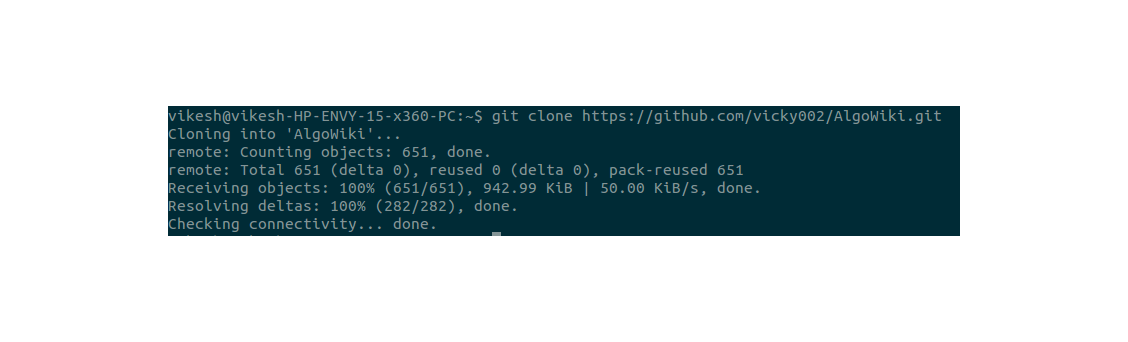 vikesh@vikesh-HP-ENVY-15-x360-PC:~$ git clone https://github.com/vicky002/AlgoWiki.git
Cloning into 'AlgoWiki'...
remote: Counting objects: 651, done.
remote: Total 651 (delta 0), reused 0 (delta 0), pack-reused 651
Receiving objects: 100% (651/651), 942.99 KiB | 50.00 KiB/s, done.
Resolving deltas: 100% (282/282), done.
Checking connectivity... done.